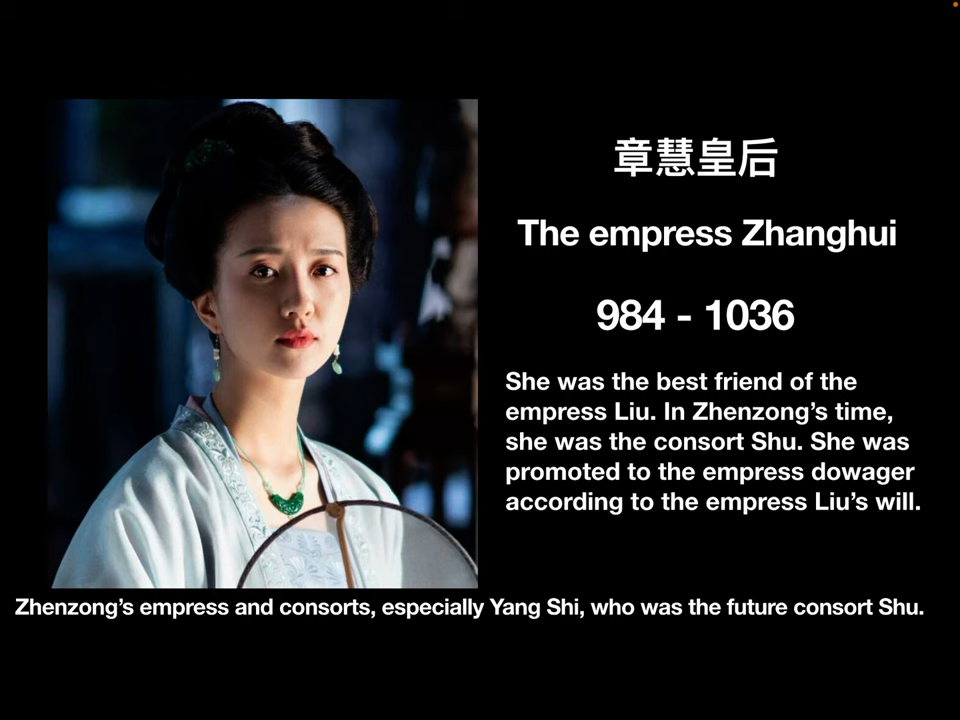 章慧皇后
The empress Zhanghui
984 - 1036
She was the best friend of the
empress Liu. In Zhenzong’s time,
she was the consort Shu. She was
promoted to the empress dowager
according to the empress Liu’s will.
Zhenzong’s empress and consorts, especially Yang Shi, who was the future consort Shu.